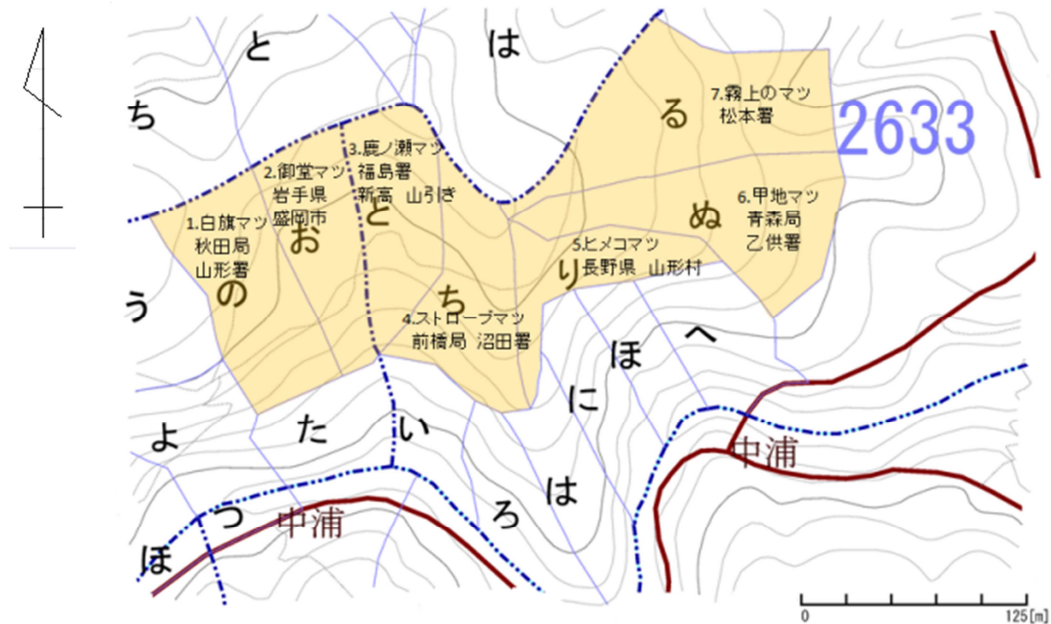 と
は
ち
る
7.霧上のマツ
松本署
2633
3.鹿ノ瀬マツ
福島署
新高 山引き
と
2.御堂マツ
岩手県
盛岡市
お
1.白旗マツ
秋田局
山形署
の
ぬ
6.甲地マツ
青森局
乙供署
5.ヒメコマツ
長野県 山形村
り
ち
4.ストローブマツ
前橋局 沼田署
う
へ
ほ
に
は
ろ
い
た
よ
つ
ほ
中浦
中浦
0
125[m]